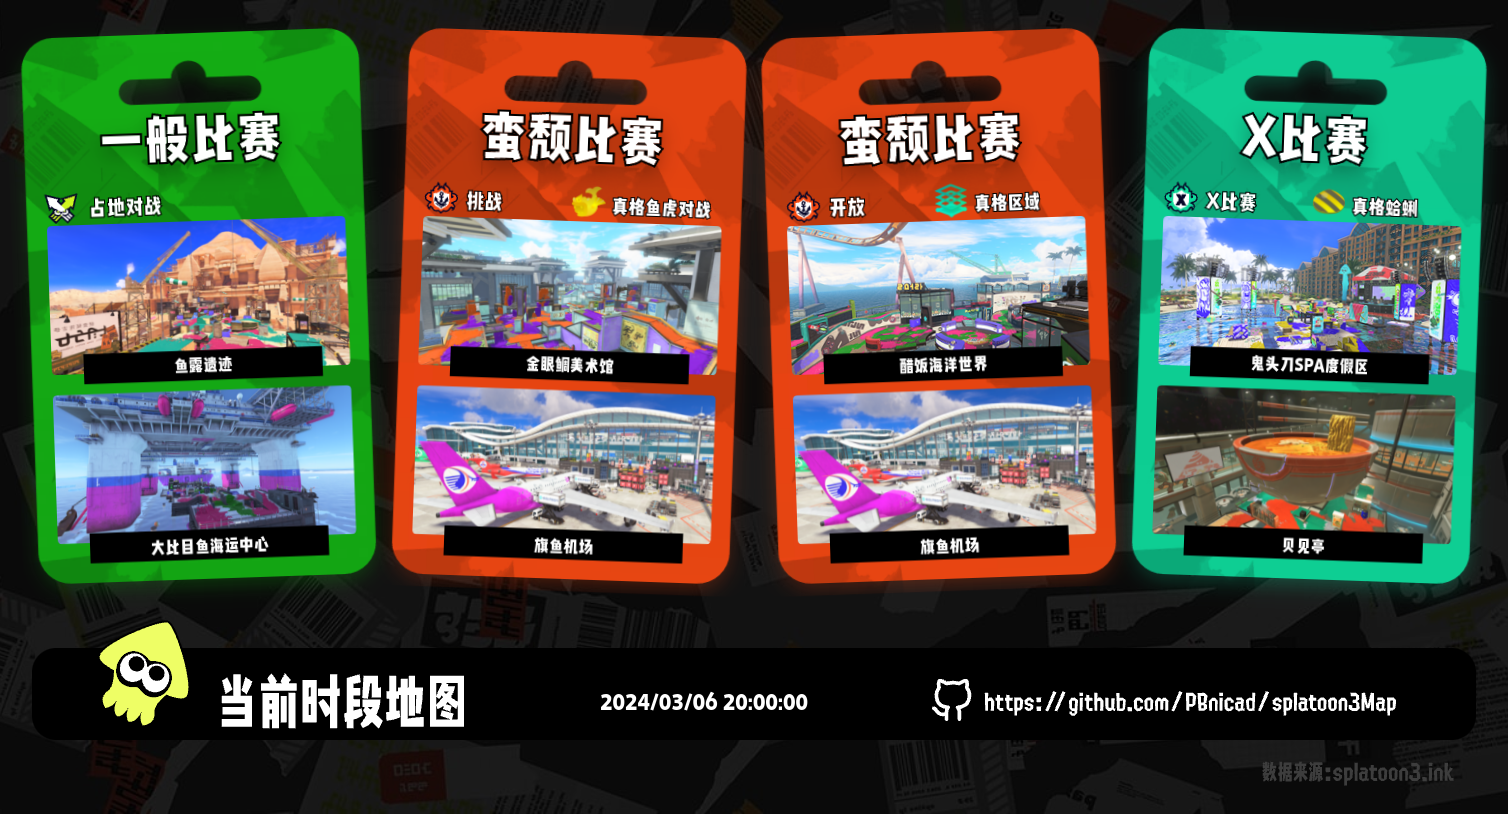 一般比赛
占地对战
鱼露遗迹
大比目鱼海运中心
蛮颓比赛
挑战
真格鱼虎对战
金眼鲷美术馆
旗鱼机场
蛮颓比赛
开放
真格区域
醋饭海洋世界
旗鱼机场
X比赛
X比赛
真格蛤蜊
鬼头刀SPA度假区
贝见亭
当前时段地图
2024/03/06 20:00:00
https://github.com/PBnicad/splatoon3Map
数据来源:splatoon3.ink